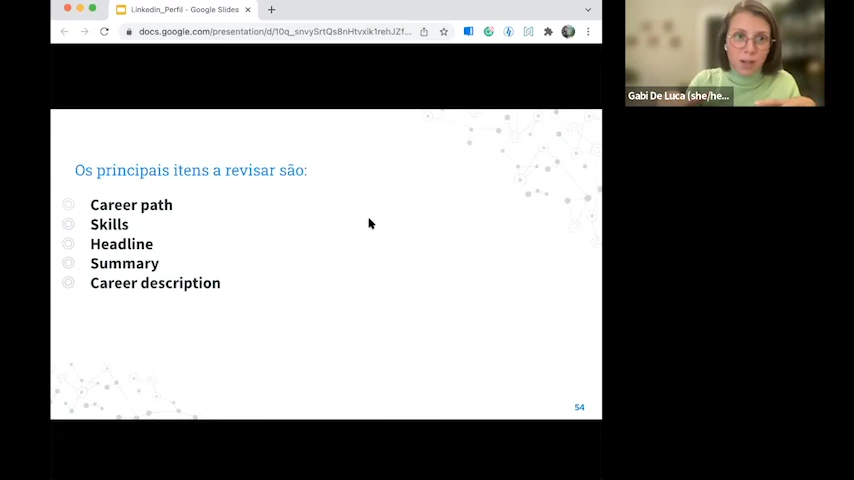 Linkedin_Perfil - Google Slides
docs.google.com/presentation/d/10q_snvySrtQs8nHtvxik1rehJZf...
Gabi De Luca (she/he...
Os principais itens a revisar são:
Career path
Skills
Headline
Summary
Career description
54